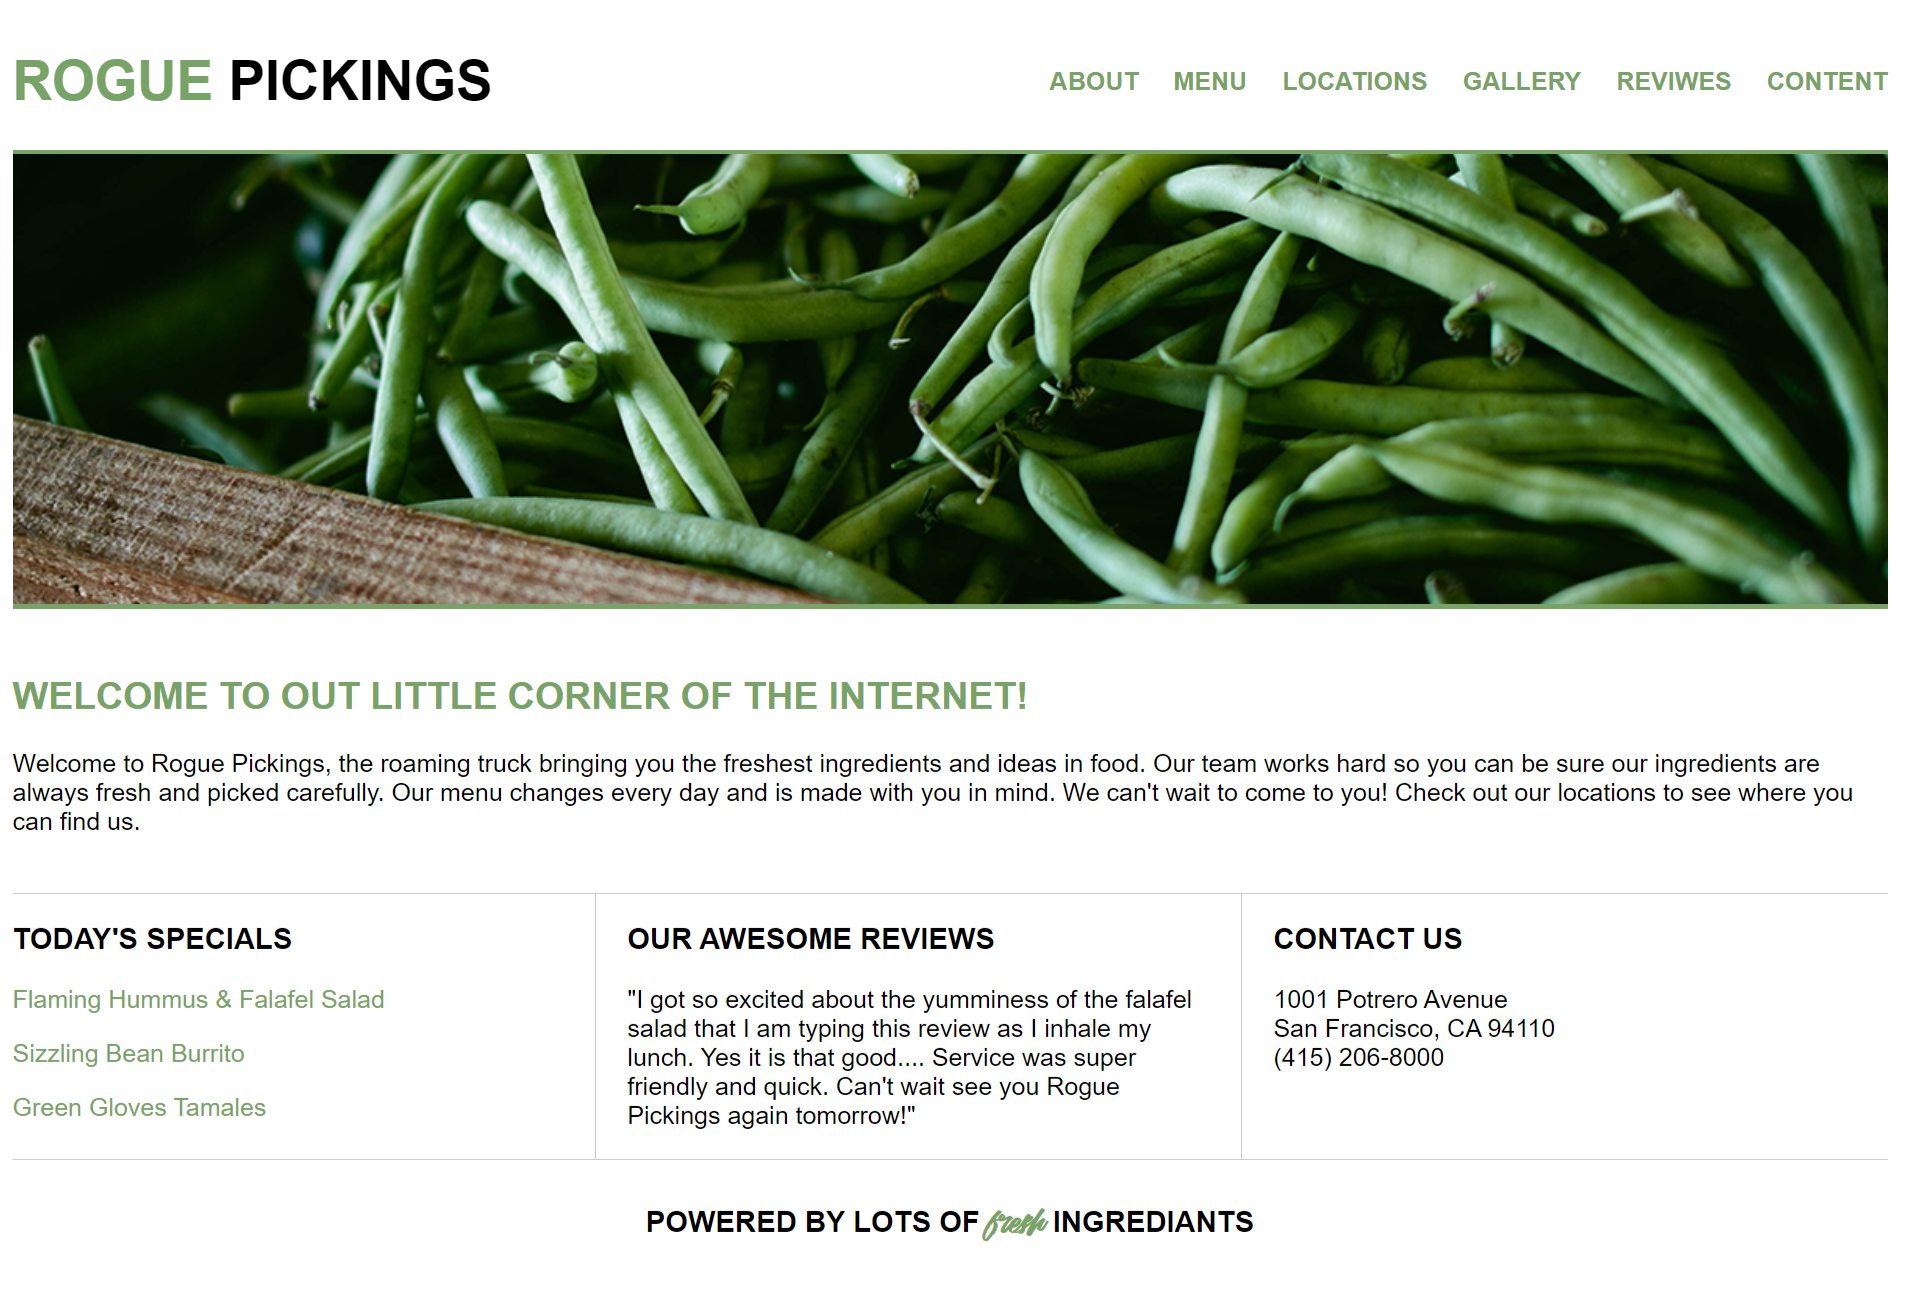 ROGUE PICKINGS
ABOUT MENU LOCATIONS GALLERY REVIWES CONTENT
WELCOME TO OUT LITTLE CORNER OF THE INTERNET!
Welcome to Rogue Pickings, the roaming truck bringing you the freshest ingredients and ideas in food. Our team works hard so you can be sure our ingredients are
always fresh and picked carefully. Our menu changes every day and is made with you in mind. We can't wait to come to you! Check out our locations to see where you
can find us.
TODAY'S SPECIALS
Flaming Hummus & Falafel Salad
Sizzling Bean Burrito
Green Gloves Tamales
OUR AWESOME REVIEWS
"I got so excited about the yumminess of the falafel
salad that I am typing this review as I inhale my
lunch. Yes it is that good.... Service was super
friendly and quick. Can't wait see you Rogue
Pickings again tomorrow!"
CONTACT US
1001 Potrero Avenue
San Francisco, CA 94110
(415) 206-8000
POWERED BY LOTS OF fresh INGREDIANTS